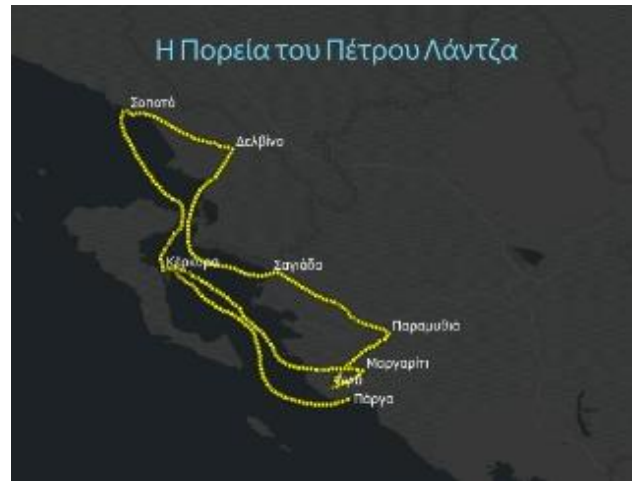 Η Πορεία του Πέτρου Λάντζα
Σοποτό
Δελβίνο
Κέρκυρα
Σαγιάδα
Παραμυθιά
Μαργαρίτι
Πάργα